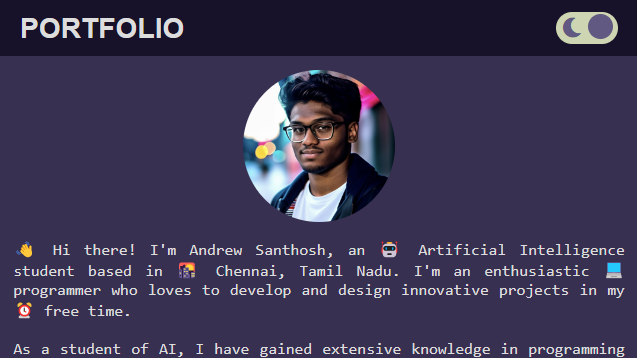 PORTFOLIO
👋 Hi there! I'm Andrew Santhosh, an 🤖 Artificial Intelligence
student based in 🌇 Chennai, Tamil Nadu. I'm an enthusiastic 💻
programmer who loves to develop and design innovative projects in my
⏰ free time.
As a student of AI, I have gained extensive knowledge in programming